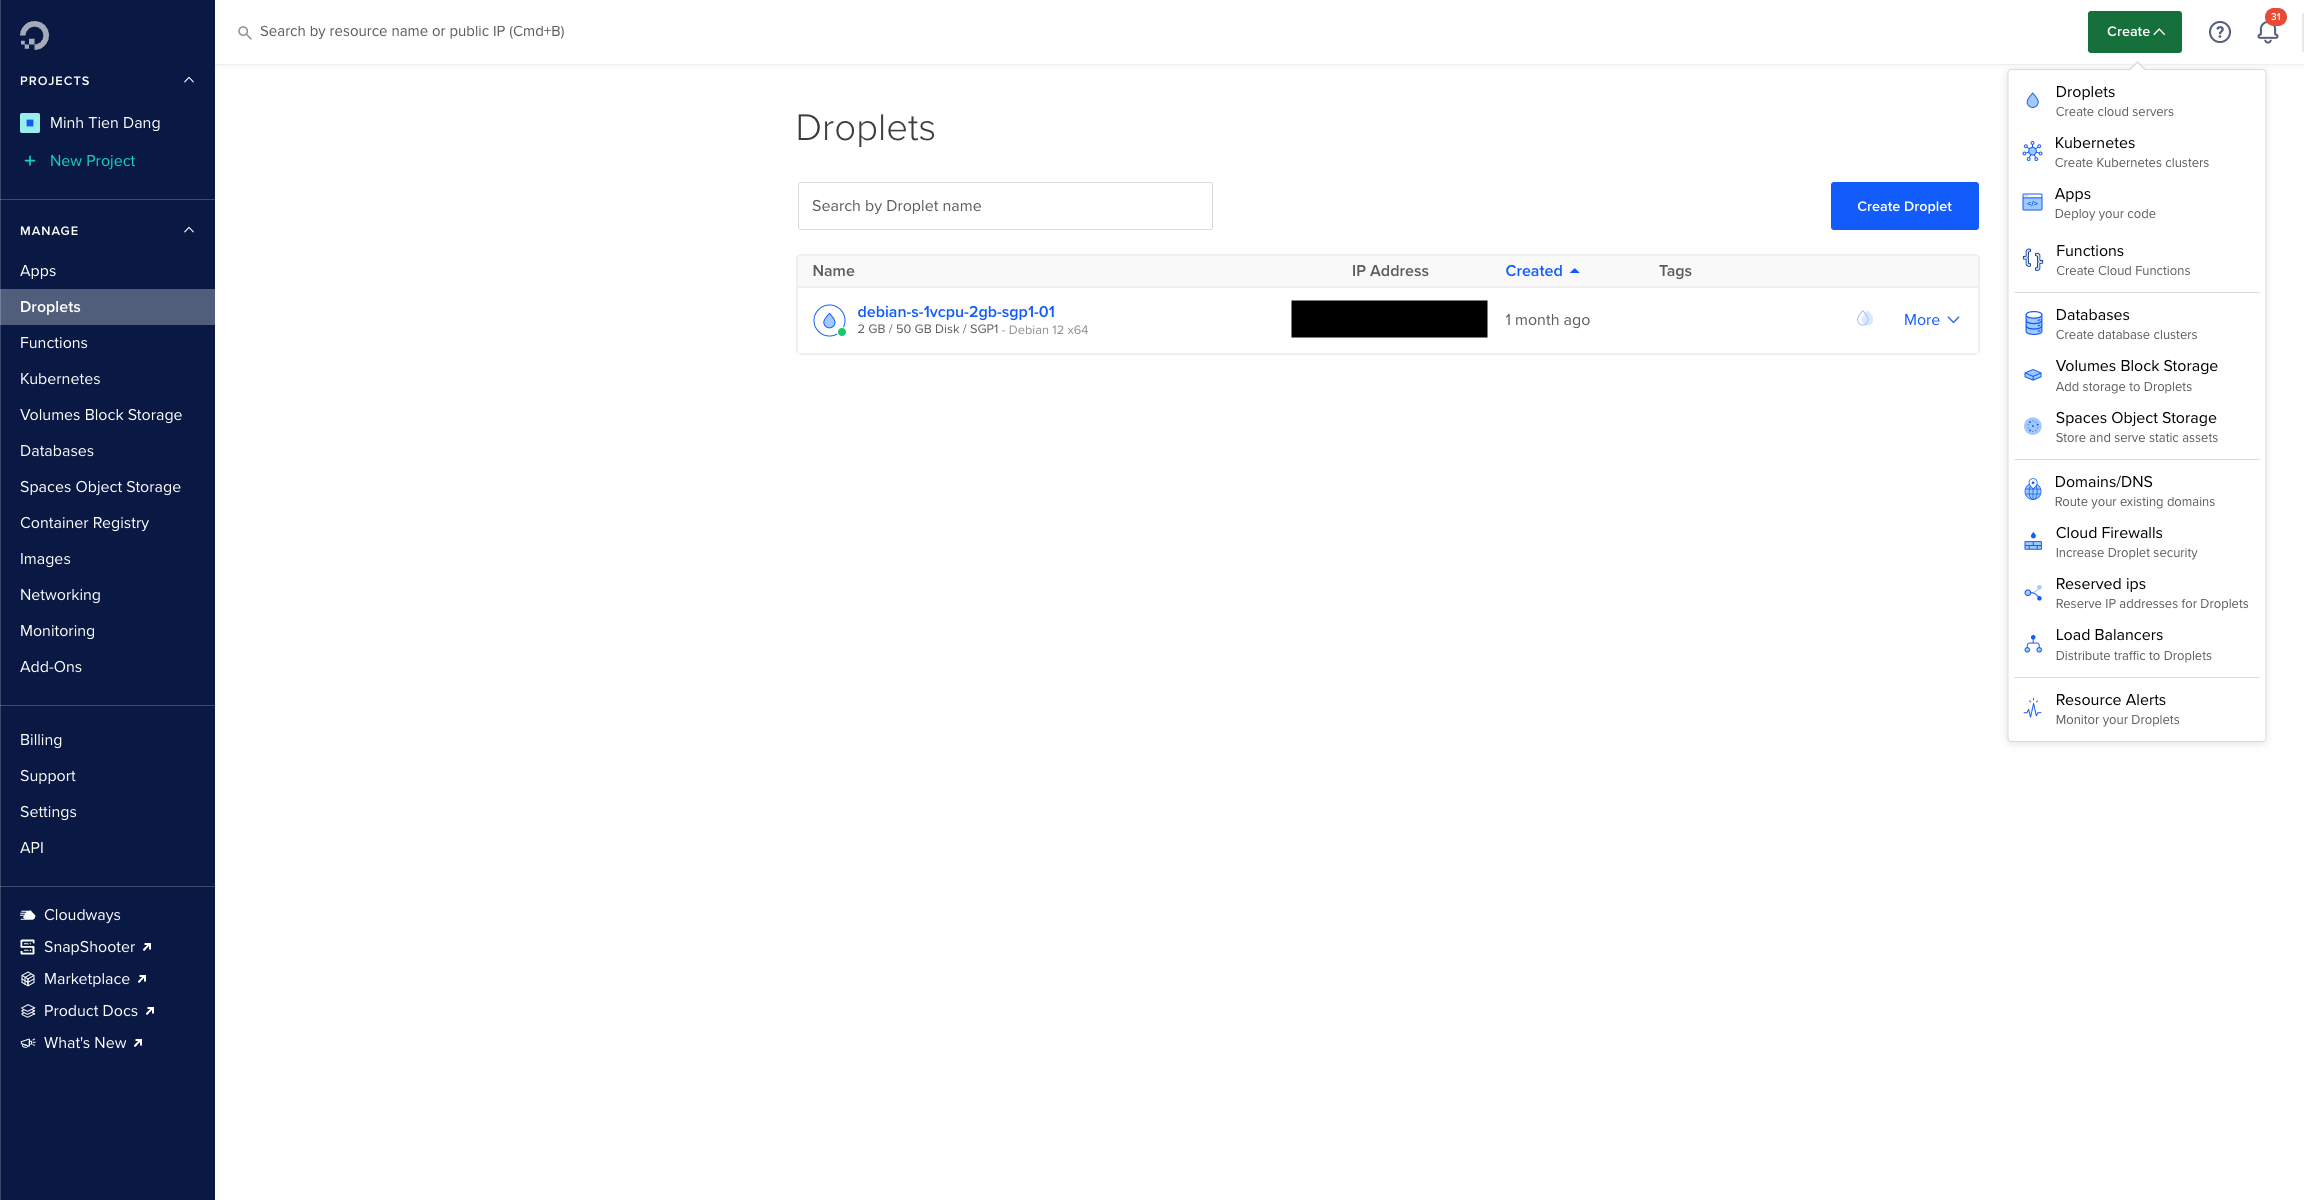 Search by resource name or public IP (Cmd+B)
Create
31
PROJECTS
Minh Tien Dang
+ New Project
MANAGE
Apps
Droplets
Functions
Kubernetes
Volumes Block Storage
Databases
Spaces Object Storage
Container Registry
Images
Networking
Monitoring
Add-Ons
Billing
Support
Settings
API
Cloudways
SnapShooter
Marketplace
Product Docs
What's New
Droplets
Search by Droplet name
Create Droplet
Name IP Address Created Tags
debian-s-1vcpu-2gb-sgp1-01
2 GB / 50 GB Disk / SGP1 - Debian 12 x64
1 month ago
More
Droplets
Create cloud servers
Kubernetes
Create Kubernetes clusters
Apps
Deploy your code
Functions
Create Cloud Functions
Databases
Create database clusters
Volumes Block Storage
Add storage to Droplets
Spaces Object Storage
Store and serve static assets
Domains/DNS
Route your existing domains
Cloud Firewalls
Increase Droplet security
Reserved ips
Reserve IP addresses for Droplets
Load Balancers
Distribute traffic to Droplets
Resource Alerts
Monitor your Droplets